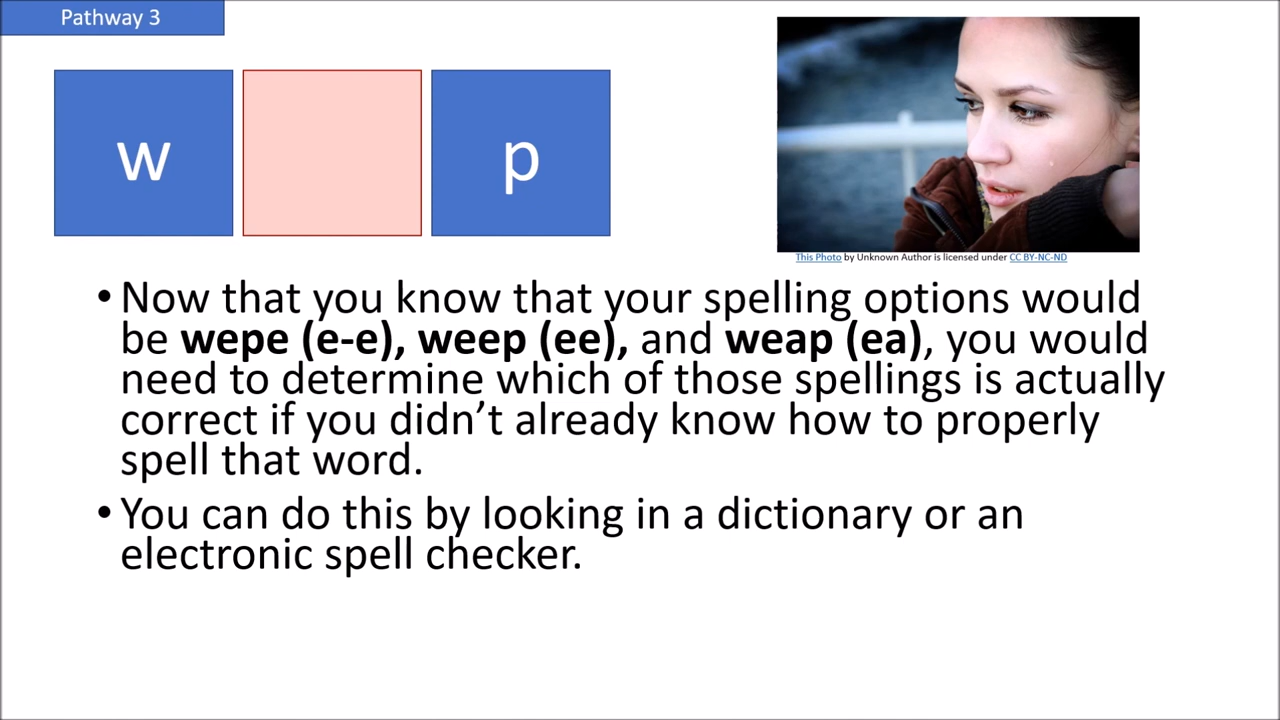 Pathway 3
w
p
This Photo by Unknown Author is licensed under CC BY-NC-ND
• Now that you know that your spelling options would
be wepe (e-e), weep (ee), and weap (ea), you would
need to determine which of those spellings is actually
correct if you didn’t already know how to properly
spell that word.
• You can do this by looking in a dictionary or an
electronic spell checker.